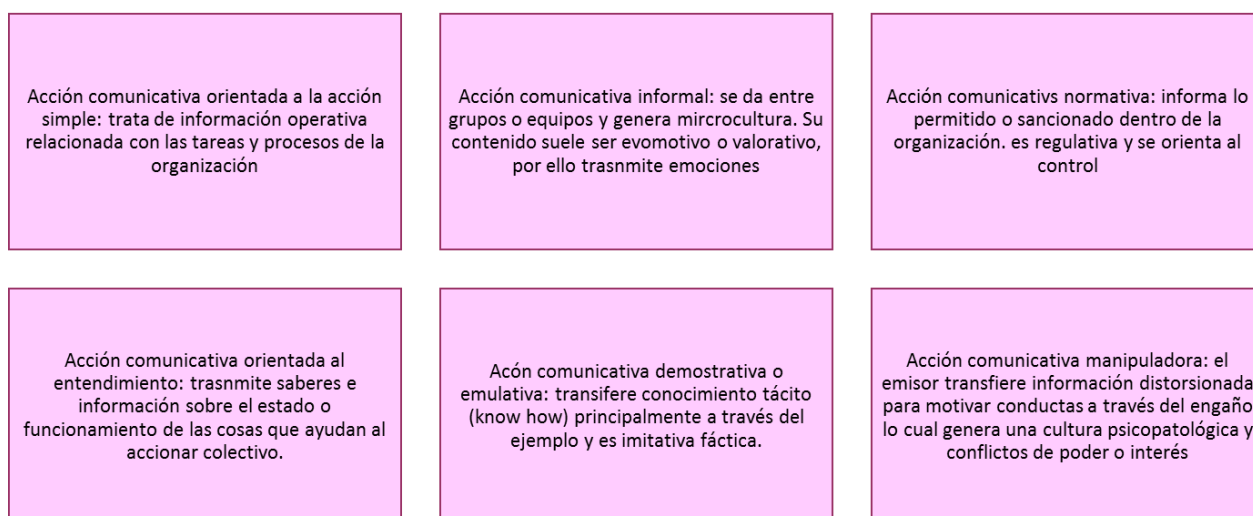 Acción comunicativa orientada a la acción
simple: trata de información operativa
relacionada con las tareas y procesos de la
organización
Acción comunicativa informal: se da entre
grupos o equipos y genera mircrocultura. Su
contenido suele ser evomotivo o valorativo,
por ello trasnmite emociones
Acción comunicativs normativa: informa lo
permitido o sancionado dentro de la
organización. es regulativa y se orienta al
control
Acción comunicativa orientada al
entendimiento: trasnmite saberes e
información sobre el estado o
funcionamiento de las cosas que ayudan al
accionar colectivo.
Acón comunicativa demostrativa o
emulativa: transifere conocimiento tácito
(know how) principalmente a través del
ejemplo y es imitativa fáctica.
Acción comunicativa manipuladora: el
emisor transfiere información distorsionada
para motivar conductas a través del engaño
lo cual genera una cultura psicopatológica y
conflictos de poder o interés